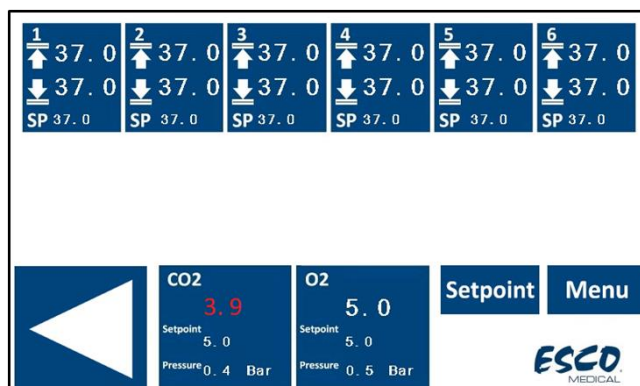 1 2 3 4 5 6
37.0 37.0 37.0 37.0 37.0 37.0
37.0 37.0 37.0 37.0 37.0 37.0
SP 37.0 SP 37.0 SP 37.0 SP 37.0 SP 37.0 SP 37.0
CO2
3.9
Setpoint
5.0
Pressure 0.4 Bar
O2
5.0
Setpoint
5.0
Pressure 0.5 Bar
Setpoint
Menu
ESCO
MEDICAL